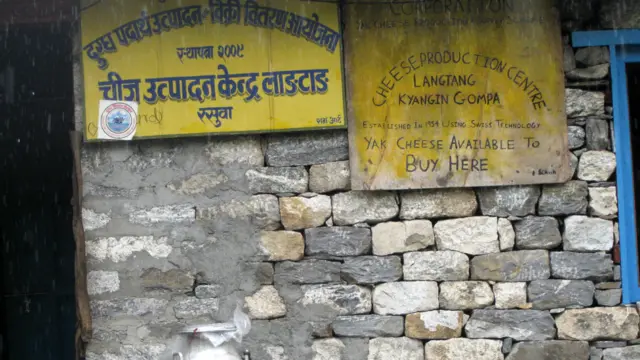 दुग्ध पदार्थ उत्पादन - बिक्री वितरण आयोजना
स्थापना २००९
चीज उत्पादन केन्द्र लाङटाङ
रसुवा
CORPORATION
CHEESE PRODUCTION CENTRE
LANGTANG
KYANGIN GOMPA
ESTABLISHED IN 1954 USING SWISS TECHNOLOGY
YAK CHEESE AVAILABLE TO
BUY HERE